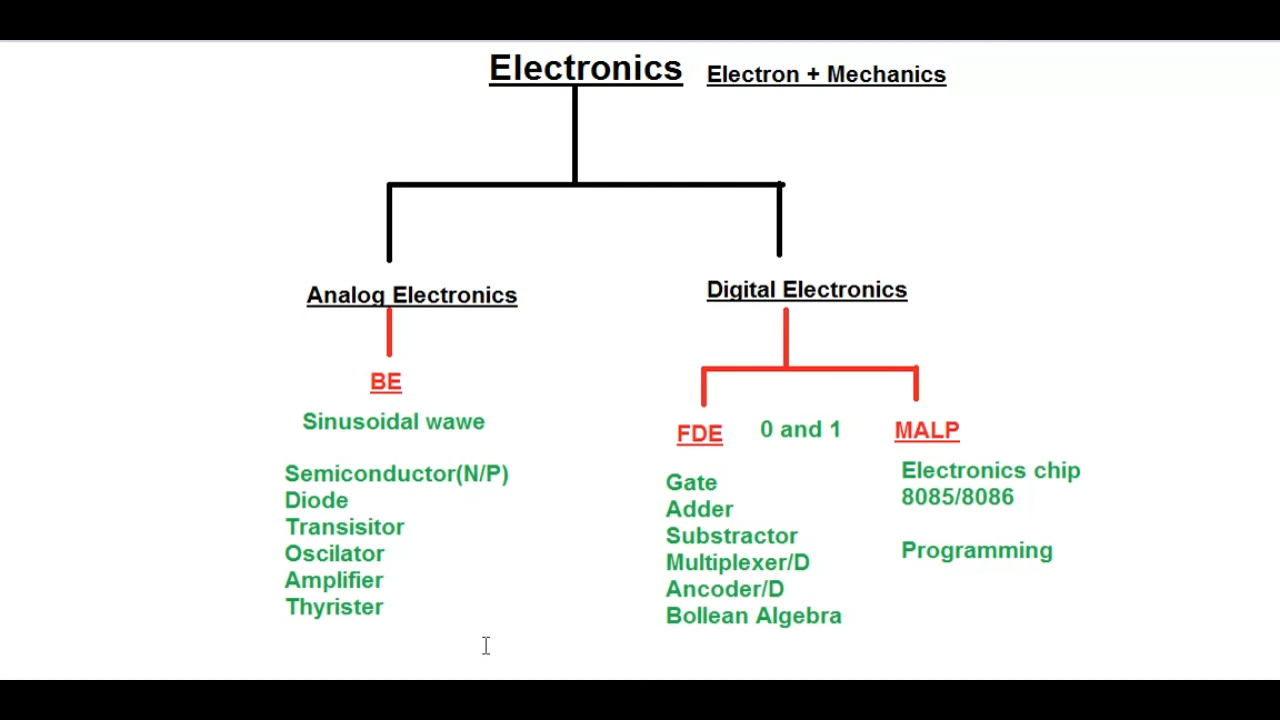 Electronics
Electron + Mechanics
Analog Electronics
Digital Electronics
BE
Sinusoidal wawe
Semiconductor(N/P)
Diode
Transisitor
Oscilator
Amplifier
Thyrister
FDE
0 and 1
MALP
Gate
Adder
Substractor
Multiplexer/D
Ancoder/D
Bollean Algebra
Electronics chip
8085/8086
Programming